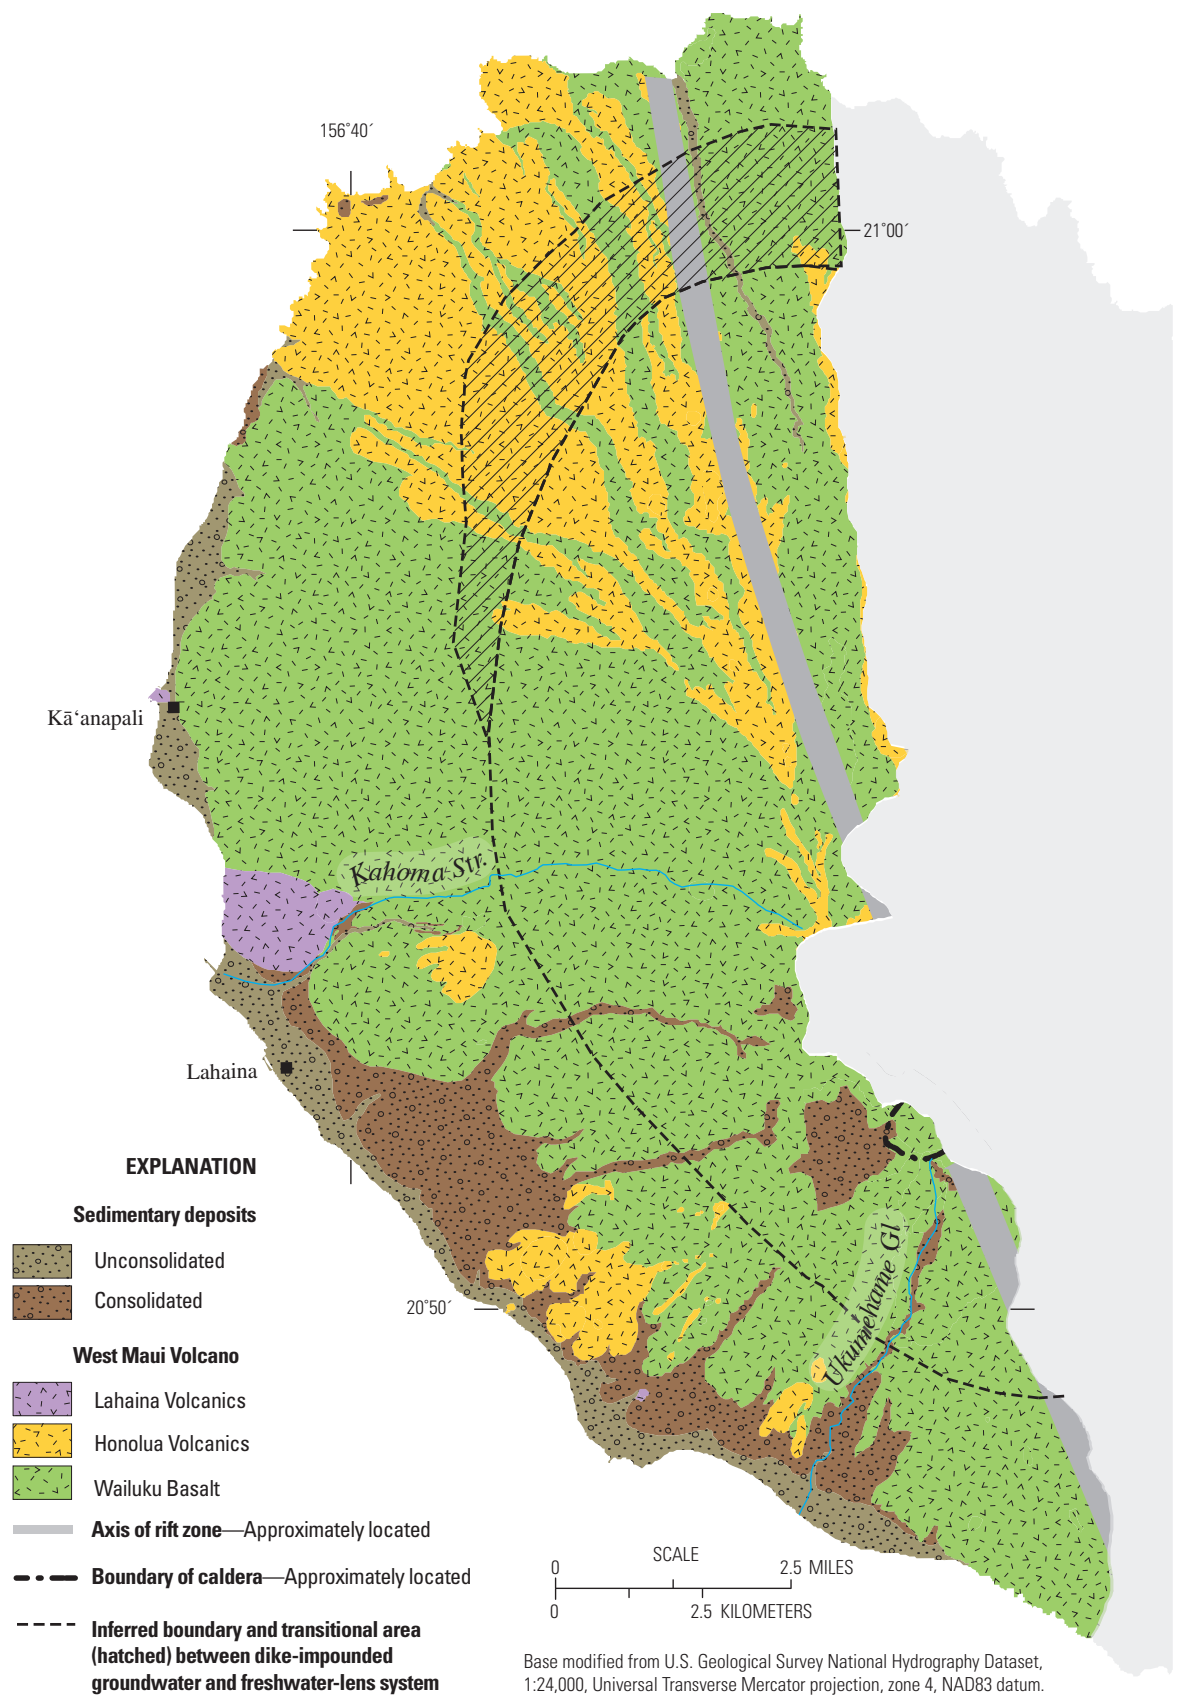 156°40´
21°00´
Kā‘anapali
Kahoma Str.
Lahaina
EXPLANATION
Sedimentary deposits
Unconsolidated
Consolidated
20°50´
Ukumehame Gl
West Maui Volcano
Lahaina Volcanics
Honolua Volcanics
Wailuku Basalt
Axis of rift zone—Approximately located
Boundary of caldera—Approximately located
Inferred boundary and transitional area
(hatched) between dike-impounded
groundwater and freshwater-lens system
SCALE
0 2.5 MILES
0 2.5 KILOMETERS
Base modified from U.S. Geological Survey National Hydrography Dataset,
1:24,000, Universal Transverse Mercator projection, zone 4, NAD83 datum.